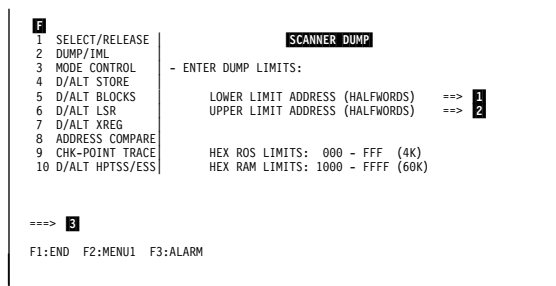 F
1 SELECT/RELEASE | SCANNER DUMP
2 DUMP/IML |
3 MODE CONTROL | - ENTER DUMP LIMITS:
4 D/ALT STORE |
5 D/ALT BLOCKS | LOWER LIMIT ADDRESS (HALFWORDS) ==> 1
6 D/ALT LSR | UPPER LIMIT ADDRESS (HALFWORDS) ==> 2
7 D/ALT XREG |
8 ADDRESS COMPARE|
9 CHK-POINT TRACE| HEX ROS LIMITS: 000 - FFF (4K)
10 D/ALT HPTSS/ESS| HEX RAM LIMITS: 1000 - FFFF (60K)
===> 3
F1:END F2:MENU1 F3:ALARM